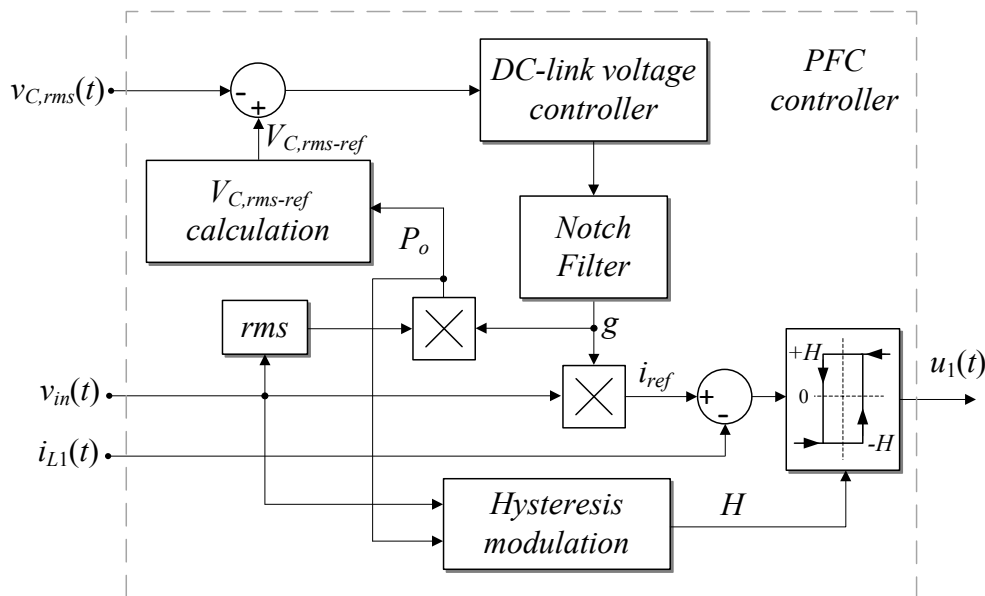 DC-link voltage
controller
PFC
controller
v_{C,rms}(t)
-
+
V_{C,rms-ref}
V_{C,rms-ref}
calculation
P_o
Notch
Filter
rms
g
v_{in}(t)
i_{ref}
+
-
+H
0
-H
u_1(t)
i_{L1}(t)
Hysteresis
modulation
H